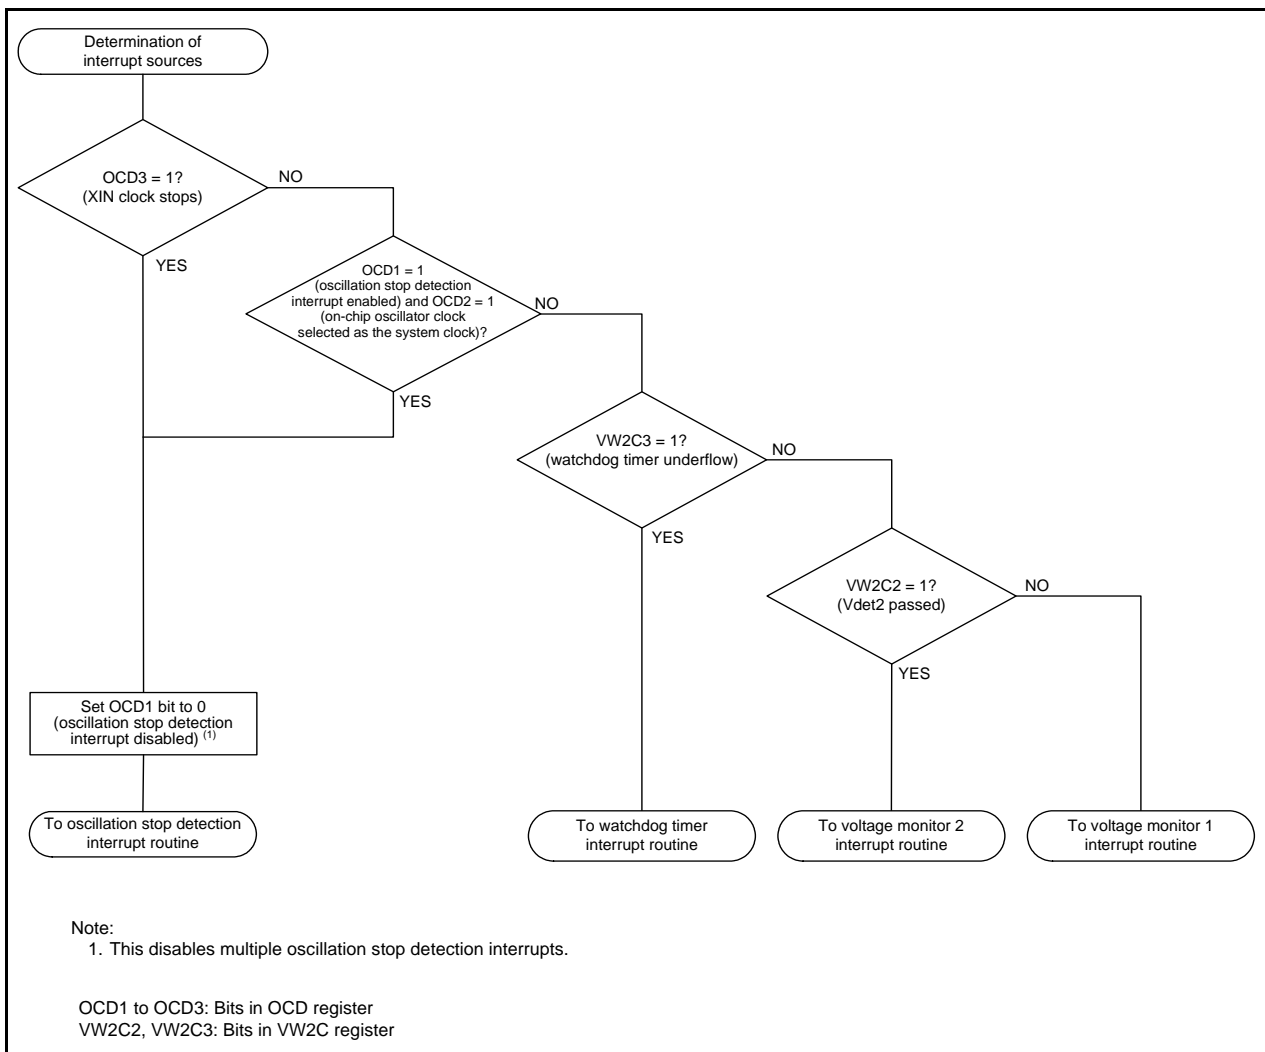 Determination of
interrupt sources
OCD3 = 1?
(XIN clock stops)
NO
YES
OCD1 = 1
(oscillation stop detection
interrupt enabled) and OCD2 = 1
(on-chip oscillator clock
selected as the system clock)?
NO
YES
VW2C3 = 1?
(watchdog timer underflow)
NO
YES
VW2C2 = 1?
(Vdet2 passed)
NO
YES
Set OCD1 bit to 0
(oscillation stop detection
interrupt disabled) (1)
To oscillation stop detection
interrupt routine
To watchdog timer
interrupt routine
To voltage monitor 2
interrupt routine
To voltage monitor 1
interrupt routine
Note:
1. This disables multiple oscillation stop detection interrupts.
OCD1 to OCD3: Bits in OCD register
VW2C2, VW2C3: Bits in VW2C register